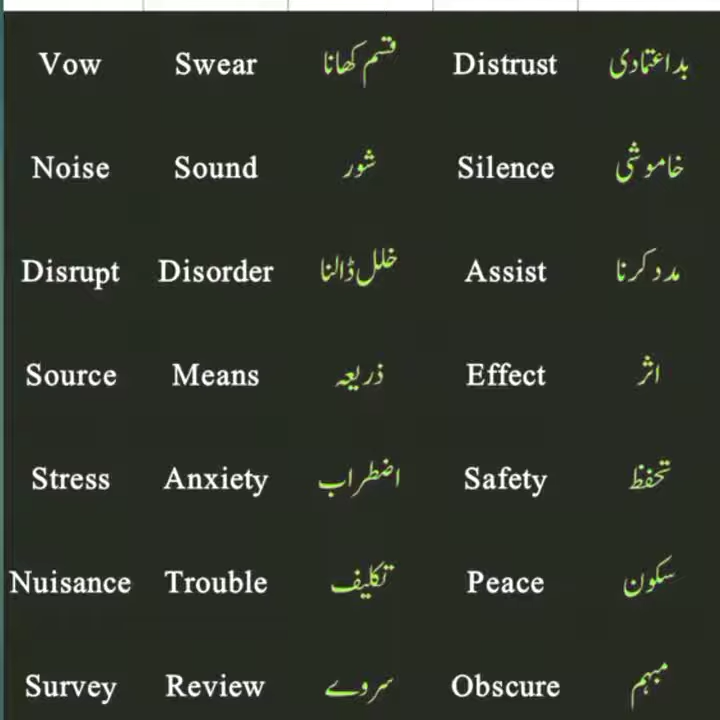 Vow Swear قسم کھانا Distrust بداعتمادی
Noise Sound شور Silence خاموشی
Disrupt Disorder خلل ڈالنا Assist مدد کرنا
Source Means ذریعہ Effect اثر
Stress Anxiety اضطراب Safety تحفظ
Nuisance Trouble تکلیف Peace سکون
Survey Review سروے Obscure مبہم